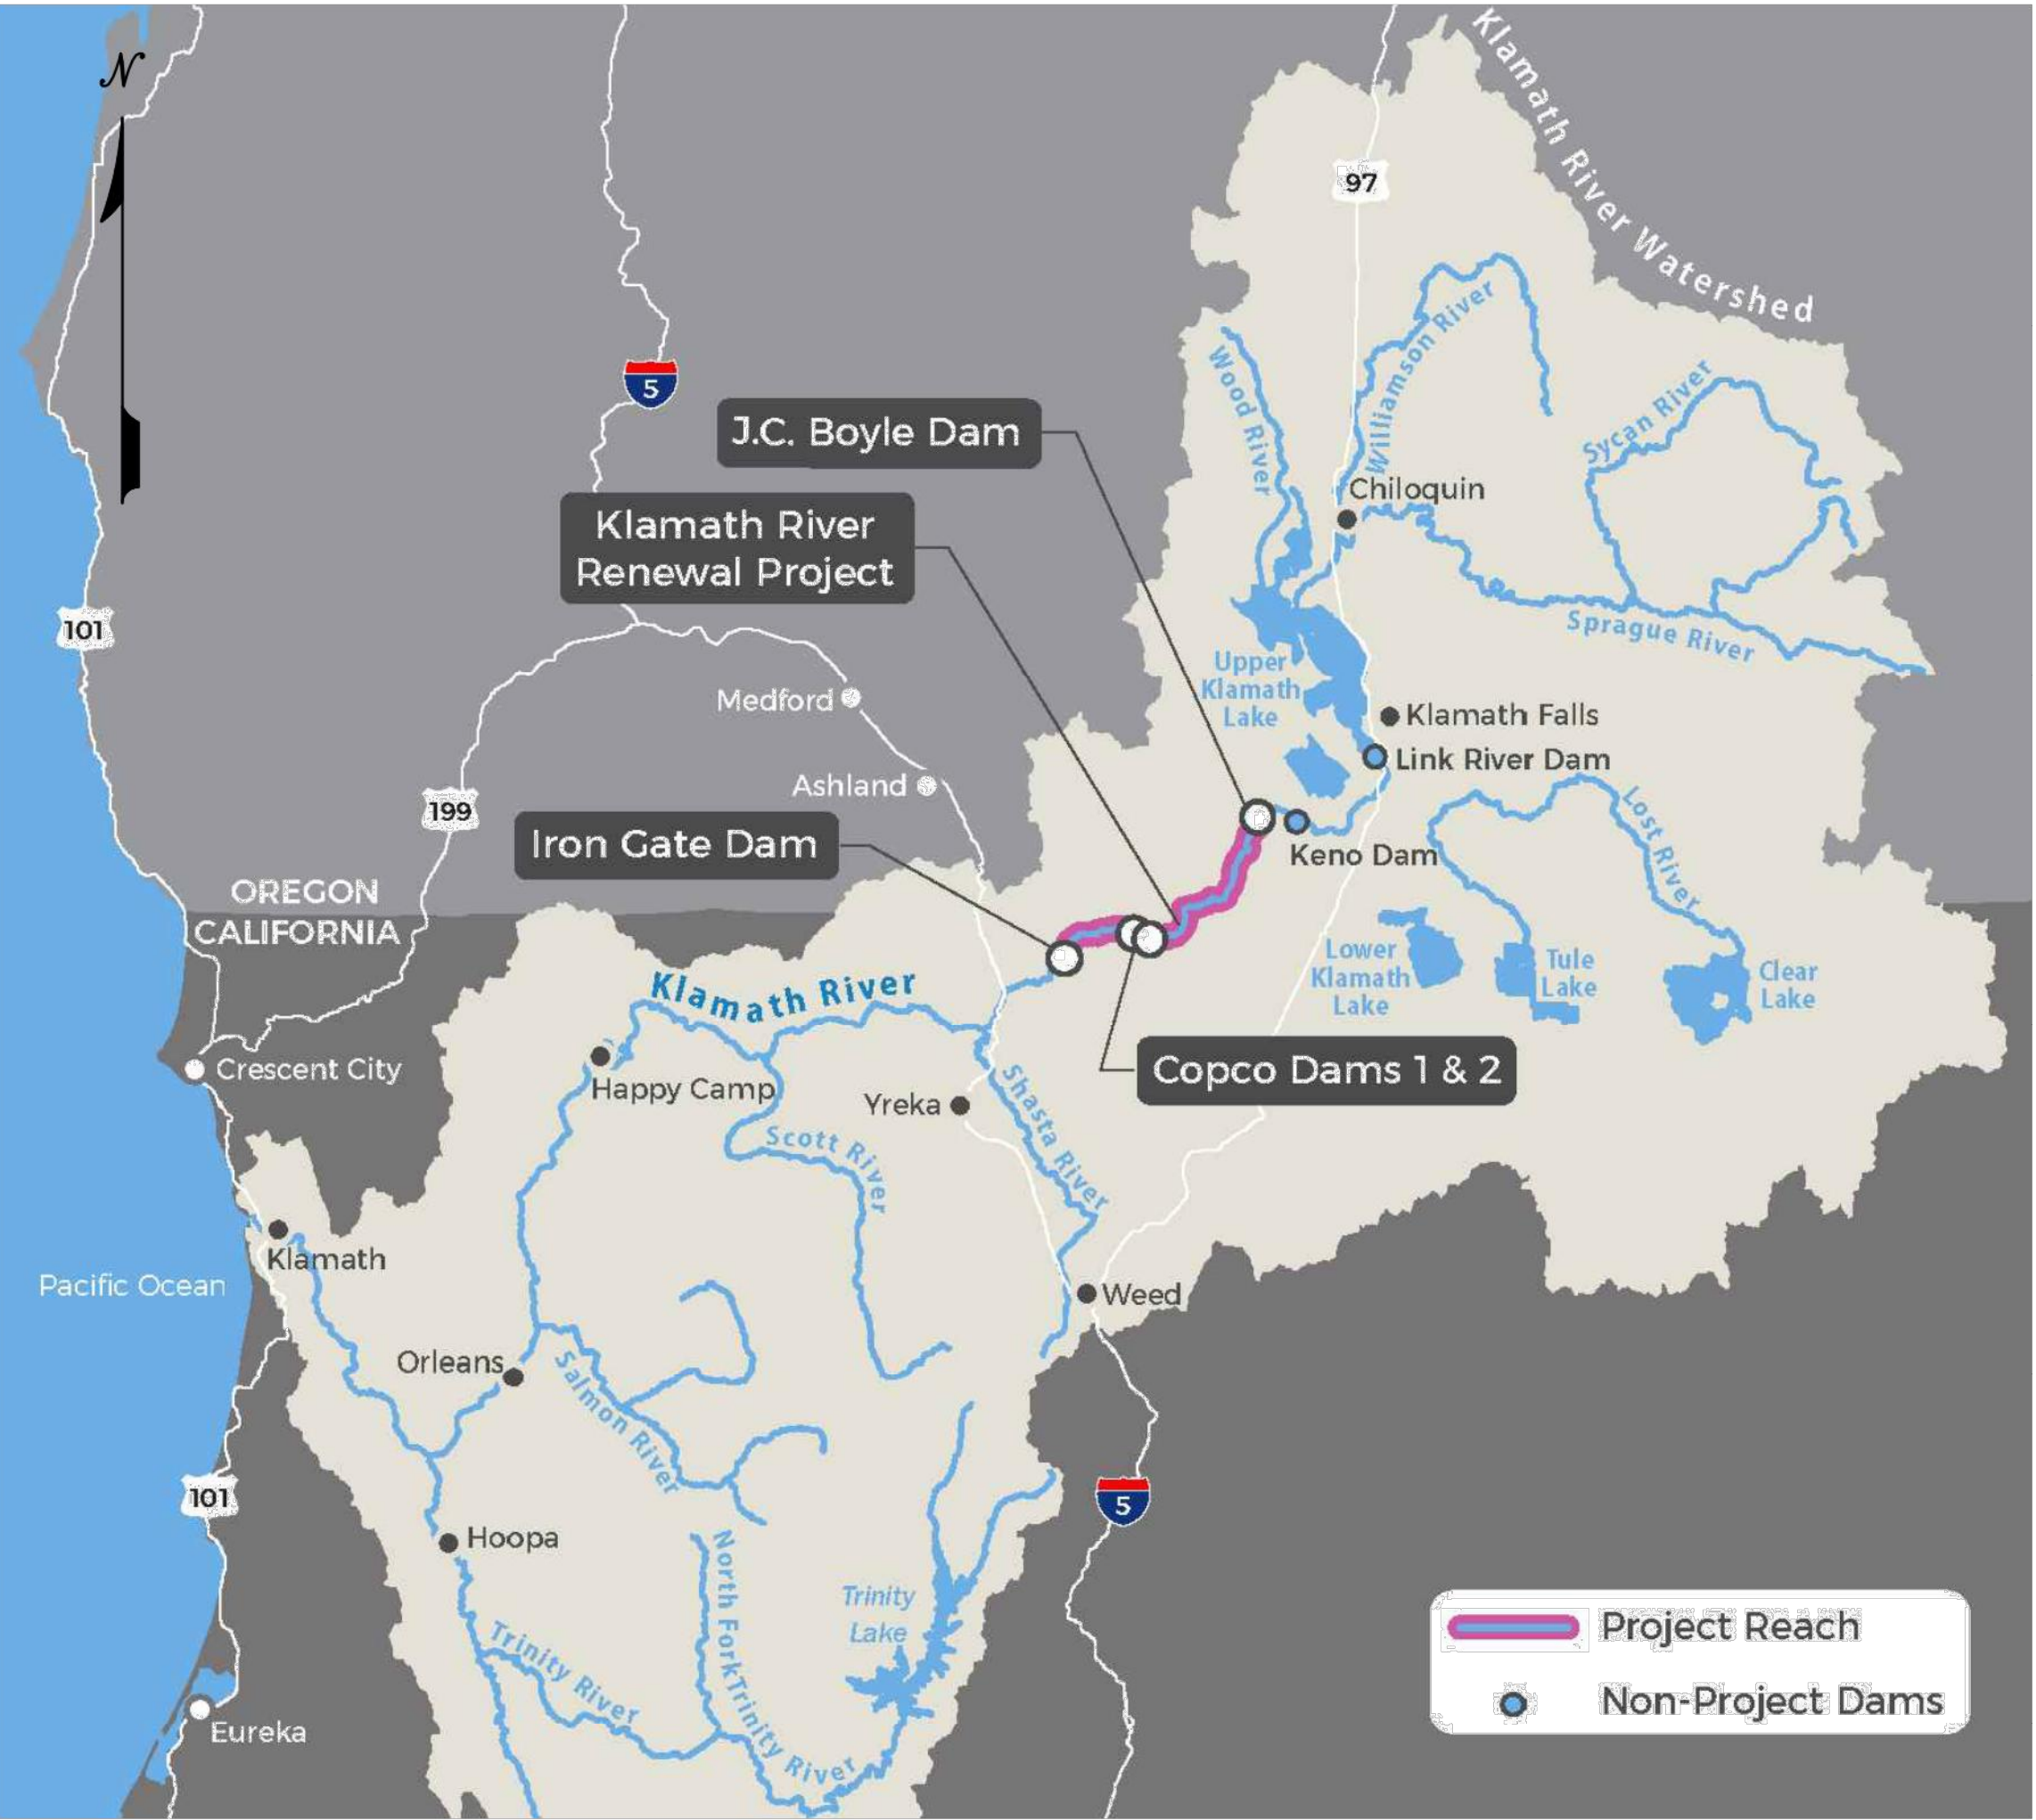 N
Klamath River Watershed
97
5
J.C. Boyle Dam
Wood River
Williamson River
Sycan River
Chiloquin
Klamath River
Renewal Project
101
Sprague River
Upper
Klamath
Lake
Medford
Klamath Falls
Link River Dam
Ashland
199
Lost River
Iron Gate Dam
Keno Dam
OREGON
CALIFORNIA
Klamath River
Lower
Klamath
Lake
Tule
Lake
Clear
Lake
Crescent City
Happy Camp
Yreka
Shasta River
Copco Dams 1 & 2
Scott River
Klamath
Pacific Ocean
Weed
Orleans
Salmon River
101
5
Hoopa
North ForkTrinity River
Trinity
Lake
Trinity River
Eureka
Project Reach
Non-Project Dams